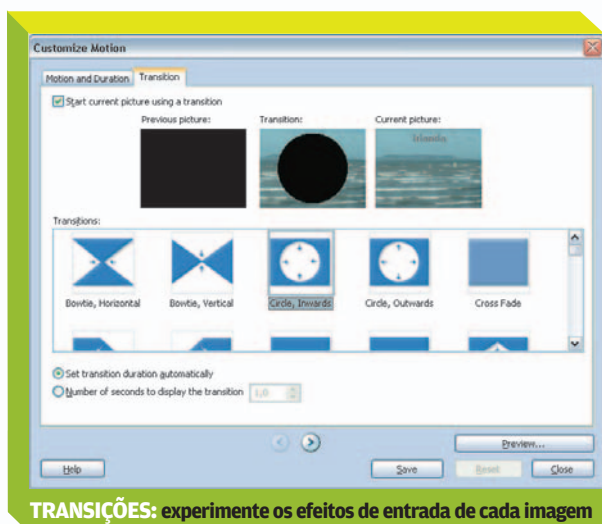 Customize Motion
Motion and Duration Transition
Start current picture using a transition
Previous picture: Transition: Current picture:
Irlanda
Transitions:
Bowtie, Horizontal Bowtie, Vertical Circle, Inwards Circle, Outwards Cross Fade
Set transition duration automatically
Number of seconds to display the transition 1,0
Preview...
Help Save Reset Close
TRANSIÇÕES: experimente os efeitos de entrada de cada imagem